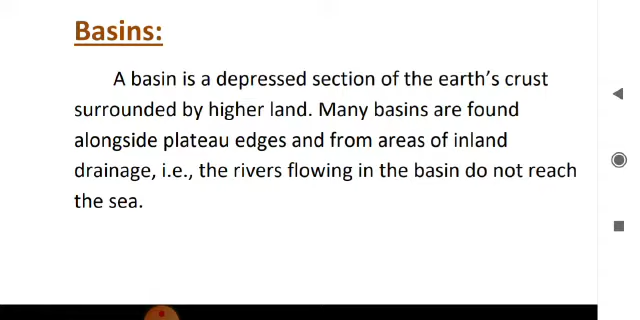 Basins:
A basin is a depressed section of the earth's crust
surrounded by higher land. Many basins are found
alongside plateau edges and from areas of inland
drainage, i.e., the rivers flowing in the basin do not reach
the sea.